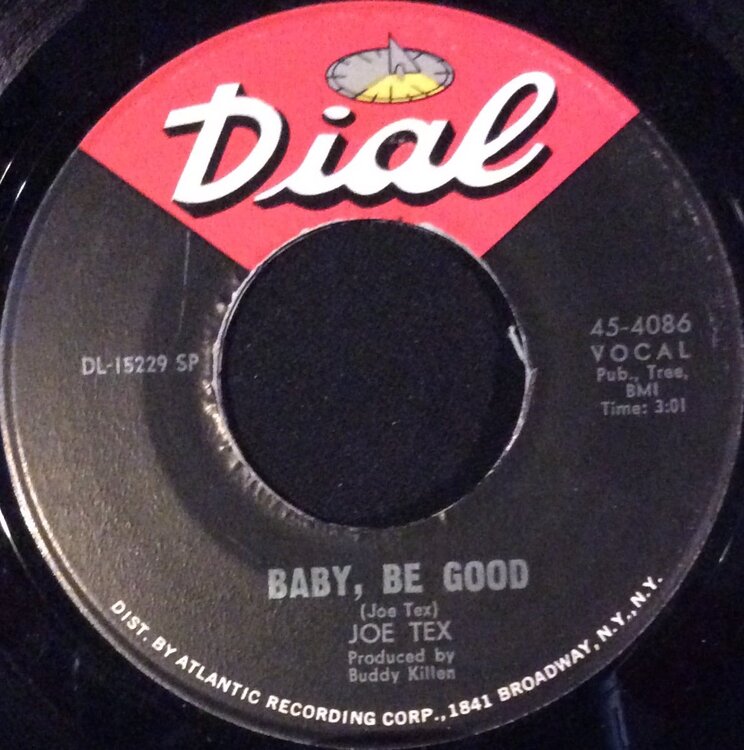 Dial
DL-15229 SP
45-4086
VOCAL
Pub., Tree,
BMI
Time: 3:01
BABY, BE GOOD
(Joe Tex)
JOE TEX
Produced by
Buddy Killen
DIST. BY ATLANTIC RECORDING CORP., 1841 BROADWAY, N.Y., N.Y.